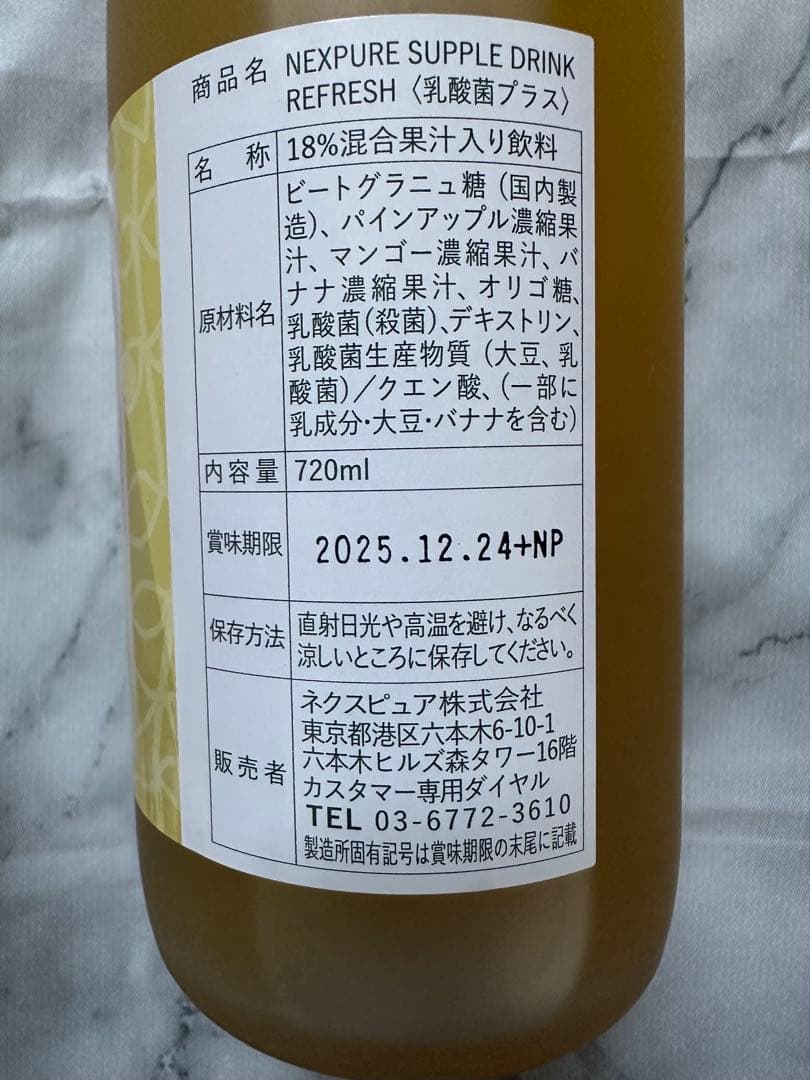 商品名 NEXPURE SUPPLE DRINK
REFRESH〈乳酸菌プラス〉
名称 18%混合果汁入り飲料
原材料名 ビートグラニュ糖(国内製
造)、パインアップル濃縮果
汁、マンゴー濃縮果汁、バ
ナナ濃縮果汁、オリゴ糖、
乳酸菌(殺菌)、デキストリン、
乳酸菌生産物質(大豆、乳
酸菌)/クエン酸、(一部に
乳成分・大豆・バナナを含む)
内容量 720ml
賞味期限 2025.12.24+NP
保存方法 直射日光や高温を避け、なるべく
涼しいところに保存してください。
販売者 ネクスピュア株式会社
東京都港区六本木6-10-1
六本木ヒルズ森タワー16階
カスタマー専用ダイヤル
TEL 03-6772-3610
製造所固有記号は賞味期限の末尾に記載